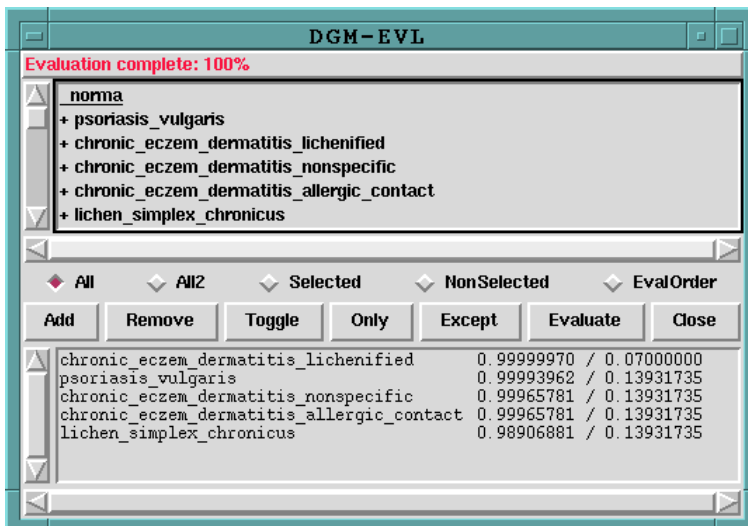 DGM-EVL
Evaluation complete: 100%
_norma
+ psoriasis_vulgaris
+ chronic_eczem_dermatitis_lichenified
+ chronic_eczem_dermatitis_nonspecific
+ chronic_eczem_dermatitis_allergic_contact
+ lichen_simplex_chronicus
All All2 Selected NonSelected EvalOrder
Add Remove Toggle Only Except Evaluate Close
chronic_eczem_dermatitis_lichenified 0.99999970 / 0.07000000
psoriasis_vulgaris 0.99993962 / 0.13931735
chronic_eczem_dermatitis_nonspecific 0.99965781 / 0.13931735
chronic_eczem_dermatitis_allergic_contact 0.99965781 / 0.13931735
lichen_simplex_chronicus 0.98906881 / 0.13931735